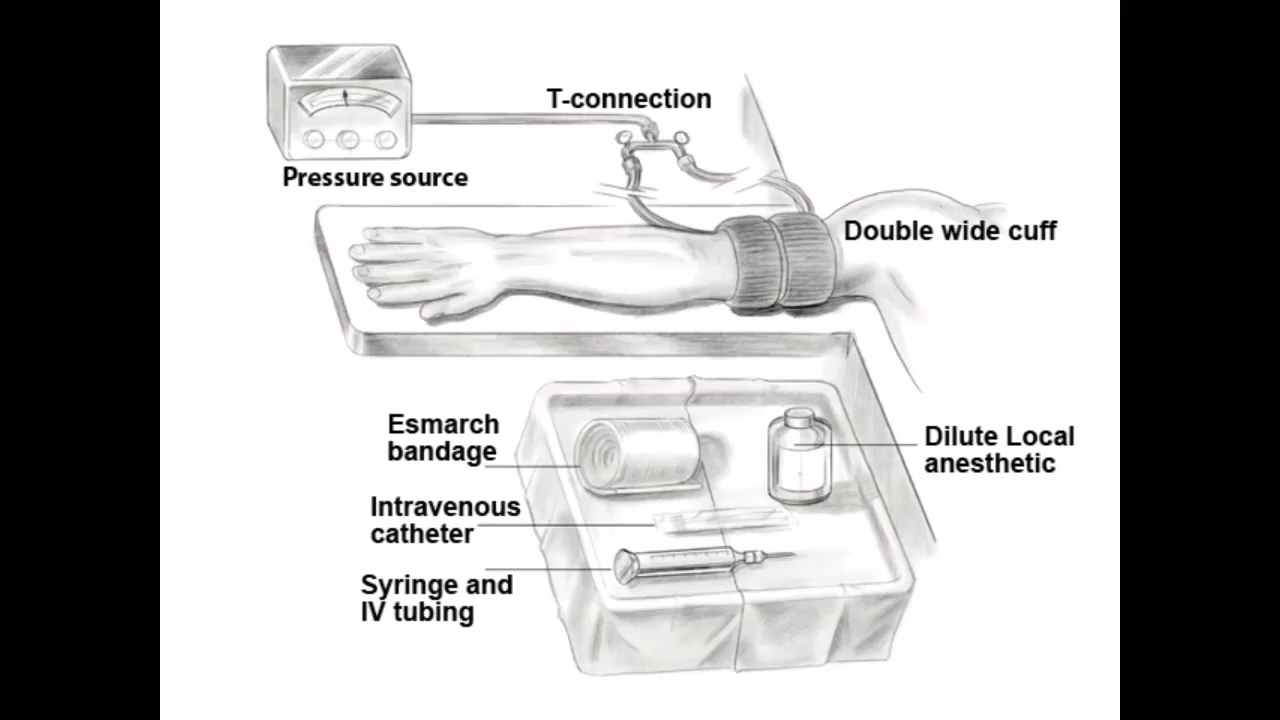 T-connection
Pressure source
Double wide cuff
Esmarch
bandage
Dilute Local
anesthetic
Intravenous
catheter
Syringe and
IV tubing